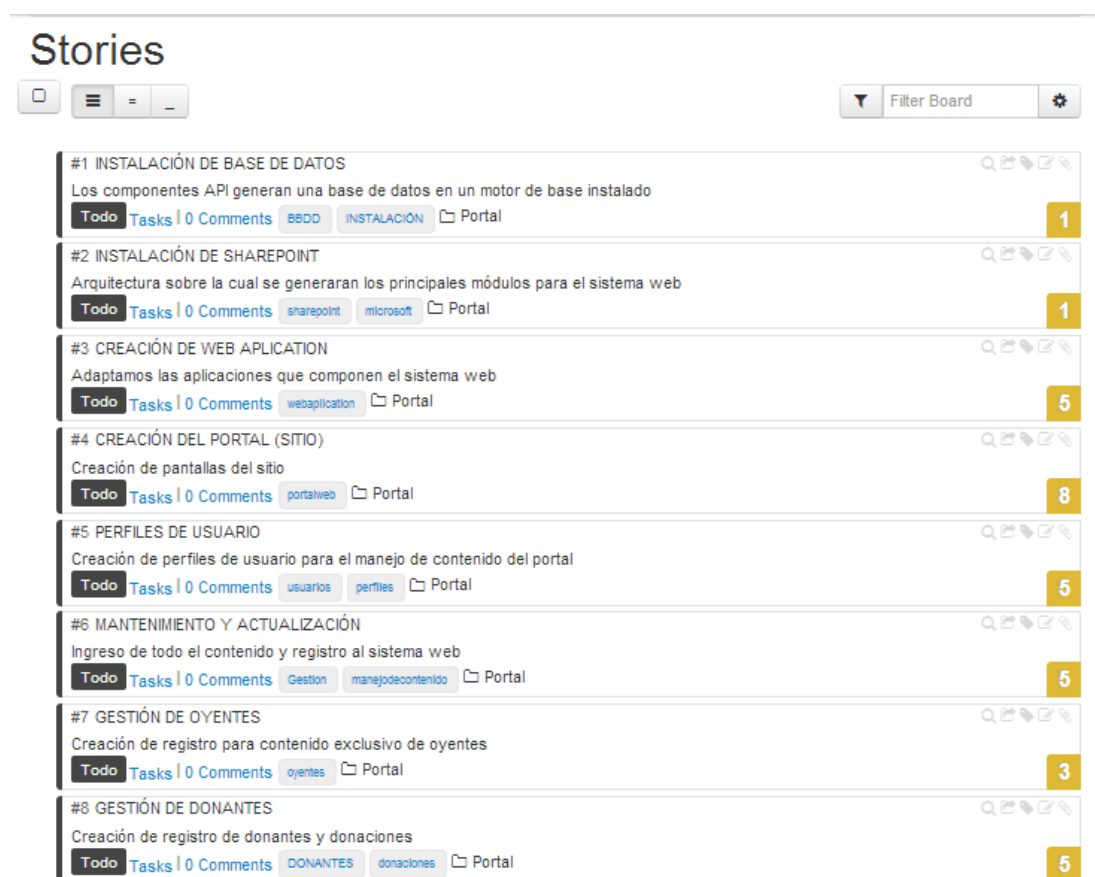 Stories
= _ Filter Board
#1 INSTALACIÓN DE BASE DE DATOS
Los componentes API generan una base de datos en un motor de base instalado
Todo Tasks | 0 Comments BBDD INSTALACIÓN Portal 1
#2 INSTALACIÓN DE SHAREPOINT
Arquitectura sobre la cual se generaran los principales módulos para el sistema web
Todo Tasks | 0 Comments sharepoint microsoft Portal 1
#3 CREACIÓN DE WEB APLICATION
Adaptamos las aplicaciones que componen el sistema web
Todo Tasks | 0 Comments webaplication Portal 5
#4 CREACIÓN DEL PORTAL (SITIO)
Creación de pantallas del sitio
Todo Tasks | 0 Comments portalweb Portal 8
#5 PERFILES DE USUARIO
Creación de perfiles de usuario para el manejo de contenido del portal
Todo Tasks | 0 Comments usuarios perfiles Portal 5
#6 MANTENIMIENTO Y ACTUALIZACIÓN
Ingreso de todo el contenido y registro al sistema web
Todo Tasks | 0 Comments Gestion manejodecontenido Portal 5
#7 GESTIÓN DE OYENTES
Creación de registro para contenido exclusivo de oyentes
Todo Tasks | 0 Comments oyentes Portal 3
#8 GESTIÓN DE DONANTES
Creación de registro de donantes y donaciones
Todo Tasks | 0 Comments DONANTES donaciones Portal 5